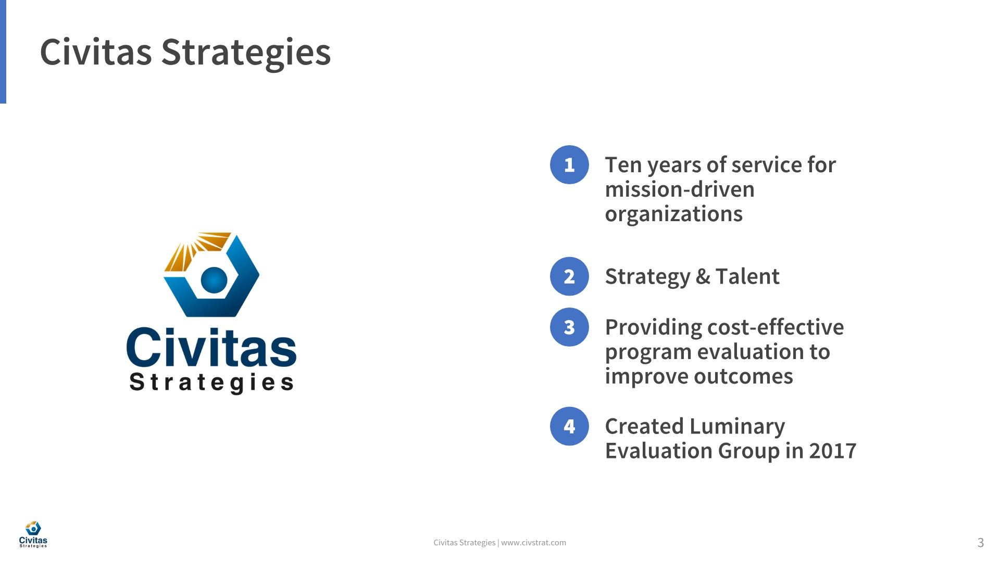 Civitas Strategies
Civitas
Strategies
1 Ten years of service for
mission-driven
organizations
2 Strategy & Talent
3 Providing cost-effective
program evaluation to
improve outcomes
4 Created Luminary
Evaluation Group in 2017
Civitas
Strategies
Civitas Strategies | www.civstrat.com
3